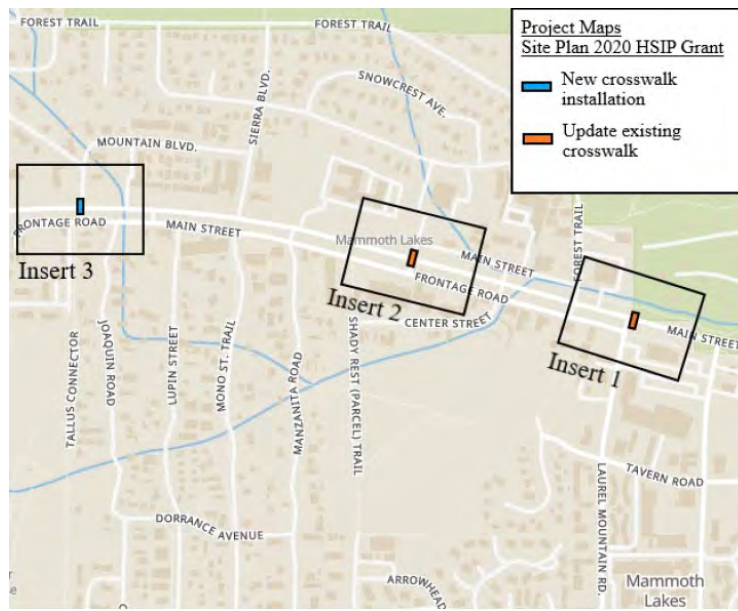 FOREST TRAIL
FOREST TRAIL
Project Maps
Site Plan 2020 HSIP Grant
New crosswalk
installation
Update existing
crosswalk
SNOWCREST AVE.
SIERRA BLVD.
MOUNTAIN BLVD.
FRONTAGE ROAD
MAIN STREET
Mammoth Lakes
MAIN STREET
FOREST TRAIL
Insert 3
FRONTAGE ROAD
Insert 2
CENTER STREET
MAIN STREET
Insert 1
TALLUS CONNECTOR
JOAQUIN ROAD
LUPIN STREET
MONO ST. TRAIL
MANZANITA ROAD
SHADY REST (PARCEL) TRAIL
TAVERN ROAD
LAUREL MOUNTAIN RD.
DORRANCE AVENUE
ARROWHEAD
Mammoth
Lakes